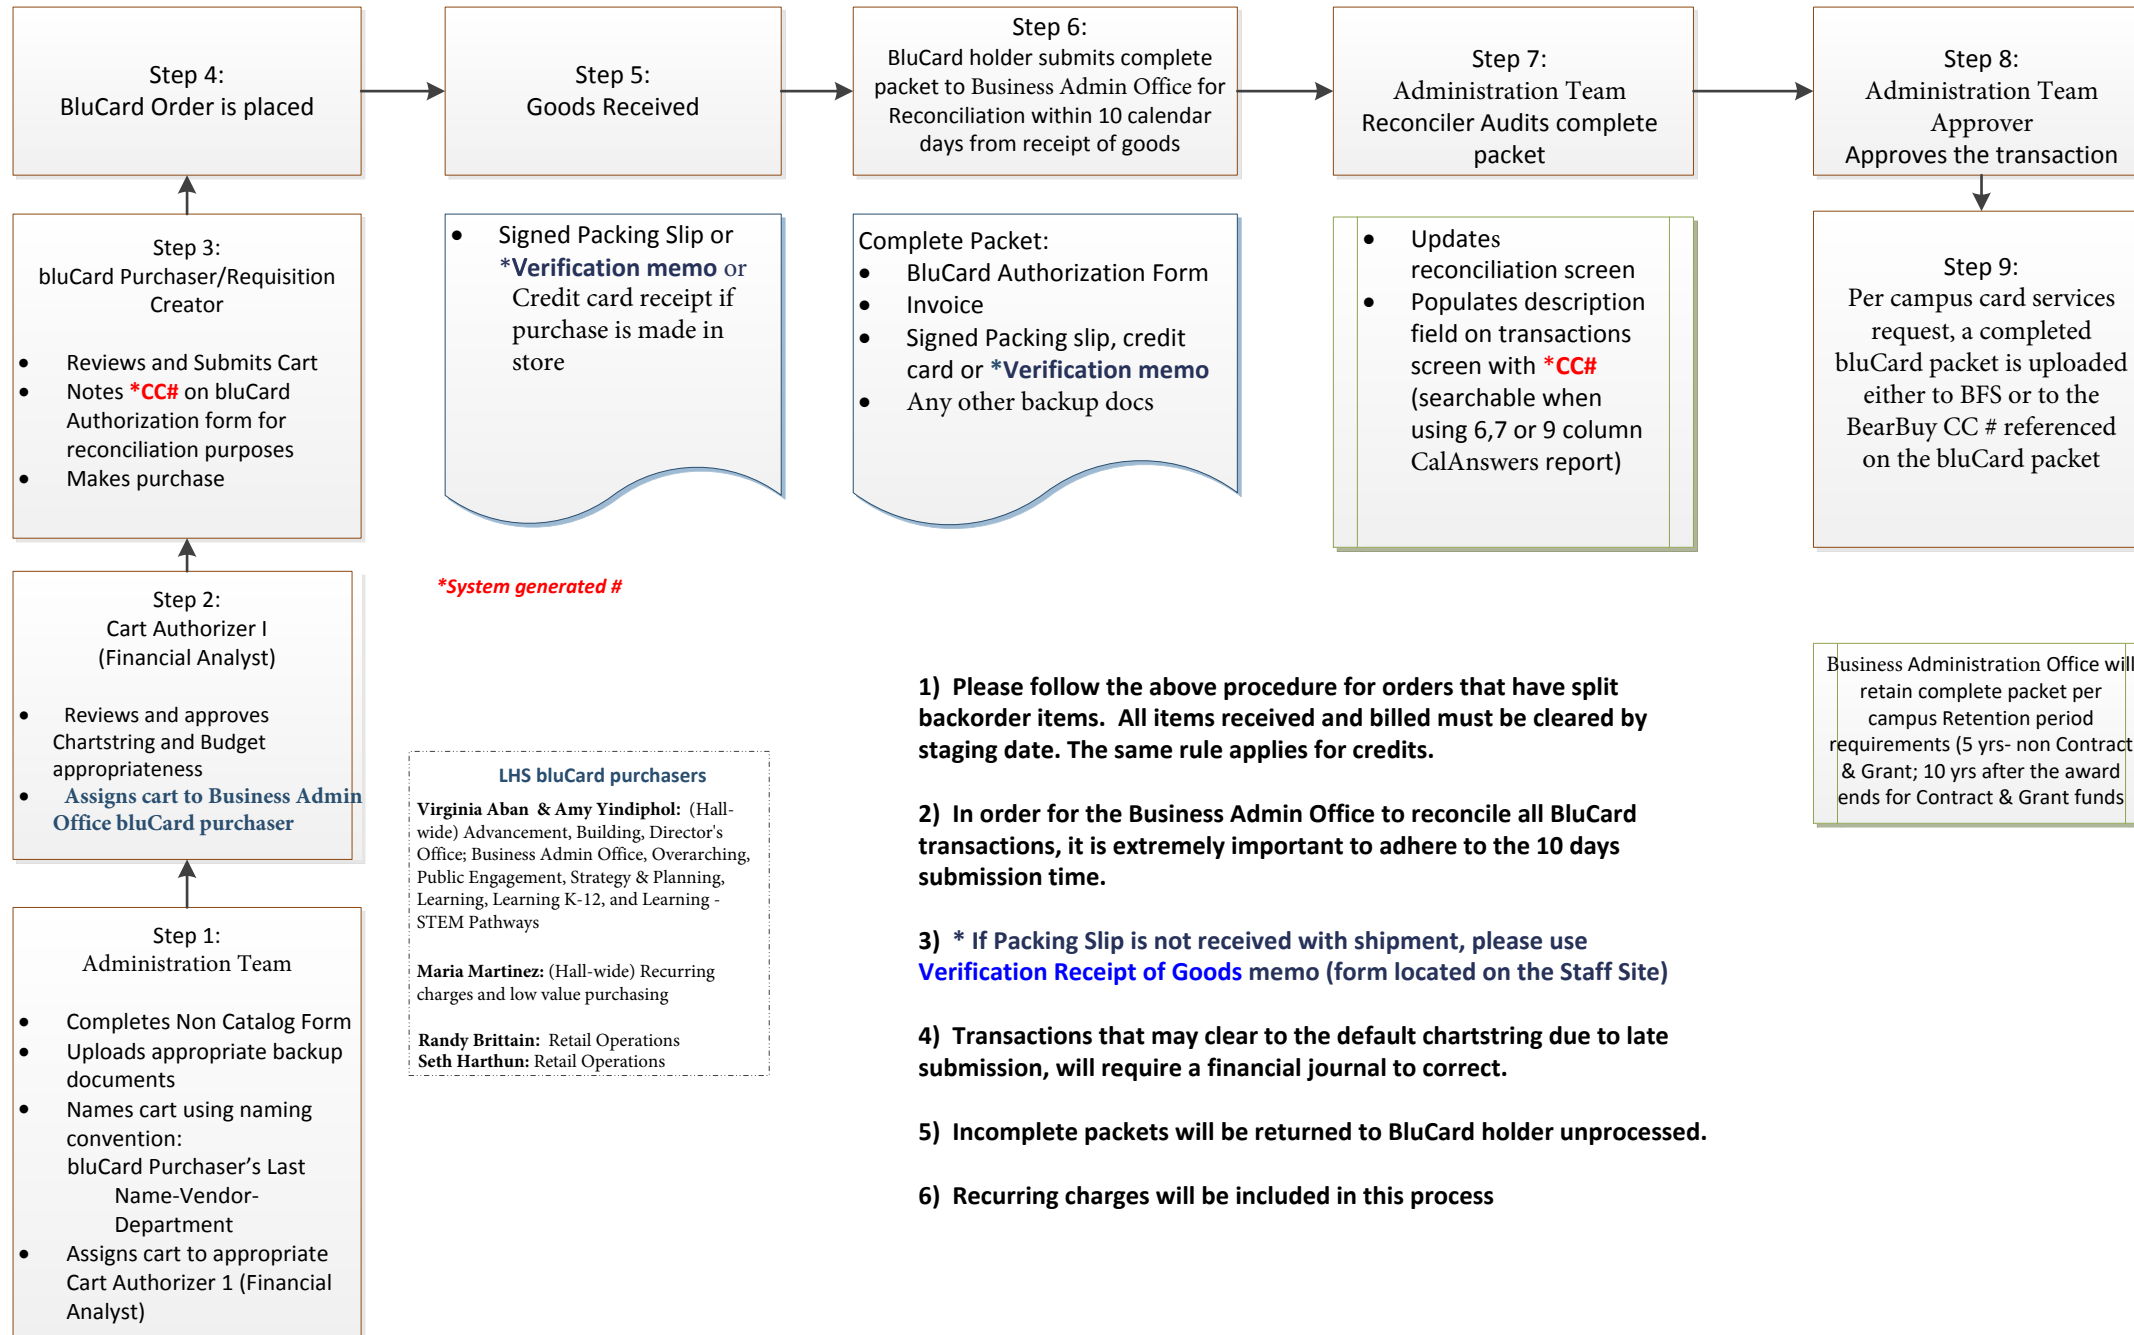 Step 4:
BluCard Order is placed
Step 5:
Goods Received
Step 6:
BluCard holder submits complete
packet to Business Admin Office for
Reconciliation within 10 calendar
days from receipt of goods
Step 7:
Administration Team
Reconciler Audits complete
packet
Step 8:
Administration Team
Approver
Approves the transaction
Step 3:
bluCard Purchaser/Requisition
Creator
• Reviews and Submits Cart
• Notes *CC# on bluCard
Authorization form for
reconciliation purposes
• Makes purchase
• Signed Packing Slip or
*Verification memo or
Credit card receipt if
purchase is made in
store
Complete Packet:
• BluCard Authorization Form
• Invoice
• Signed Packing slip, credit
card or *Verification memo
• Any other backup docs
• Updates
reconciliation screen
• Populates description
field on transactions
screen with *CC#
(searchable when
using 6,7 or 9 column
CalAnswers report)
Step 9:
Per campus card services
request, a completed
bluCard packet is uploaded
either to BFS or to the
BearBuy CC # referenced
on the bluCard packet
*System generated #
Step 2:
Cart Authorizer I
(Financial Analyst)
• Reviews and approves
Chartstring and Budget
appropriateness
• Assigns cart to Business Admin
Office bluCard purchaser
Step 1:
Administration Team
• Completes Non Catalog Form
• Uploads appropriate backup
documents
• Names cart using naming
convention:
bluCard Purchaser’s Last
Name-Vendor-
Department
• Assigns cart to appropriate
Cart Authorizer 1 (Financial
Analyst)
LHS bluCard purchasers
Virginia Aban & Amy Yindiphol: (Hall-
wide) Advancement, Building, Director's
Office; Business Admin Office, Overarching,
Public Engagement, Strategy & Planning,
Learning, Learning K-12, and Learning -
STEM Pathways
Maria Martinez: (Hall-wide) Recurring
charges and low value purchasing
Randy Brittain: Retail Operations
Seth Harthun: Retail Operations
1) Please follow the above procedure for orders that have split
backorder items. All items received and billed must be cleared by
staging date. The same rule applies for credits.
2) In order for the Business Admin Office to reconcile all BluCard
transactions, it is extremely important to adhere to the 10 days
submission time.
3) * If Packing Slip is not received with shipment, please use
Verification Receipt of Goods memo (form located on the Staff Site)
4) Transactions that may clear to the default chartstring due to late
submission, will require a financial journal to correct.
5) Incomplete packets will be returned to BluCard holder unprocessed.
6) Recurring charges will be included in this process
Business Administration Office will
retain complete packet per
campus Retention period
requirements (5 yrs- non Contract
& Grant; 10 yrs after the award
ends for Contract & Grant funds